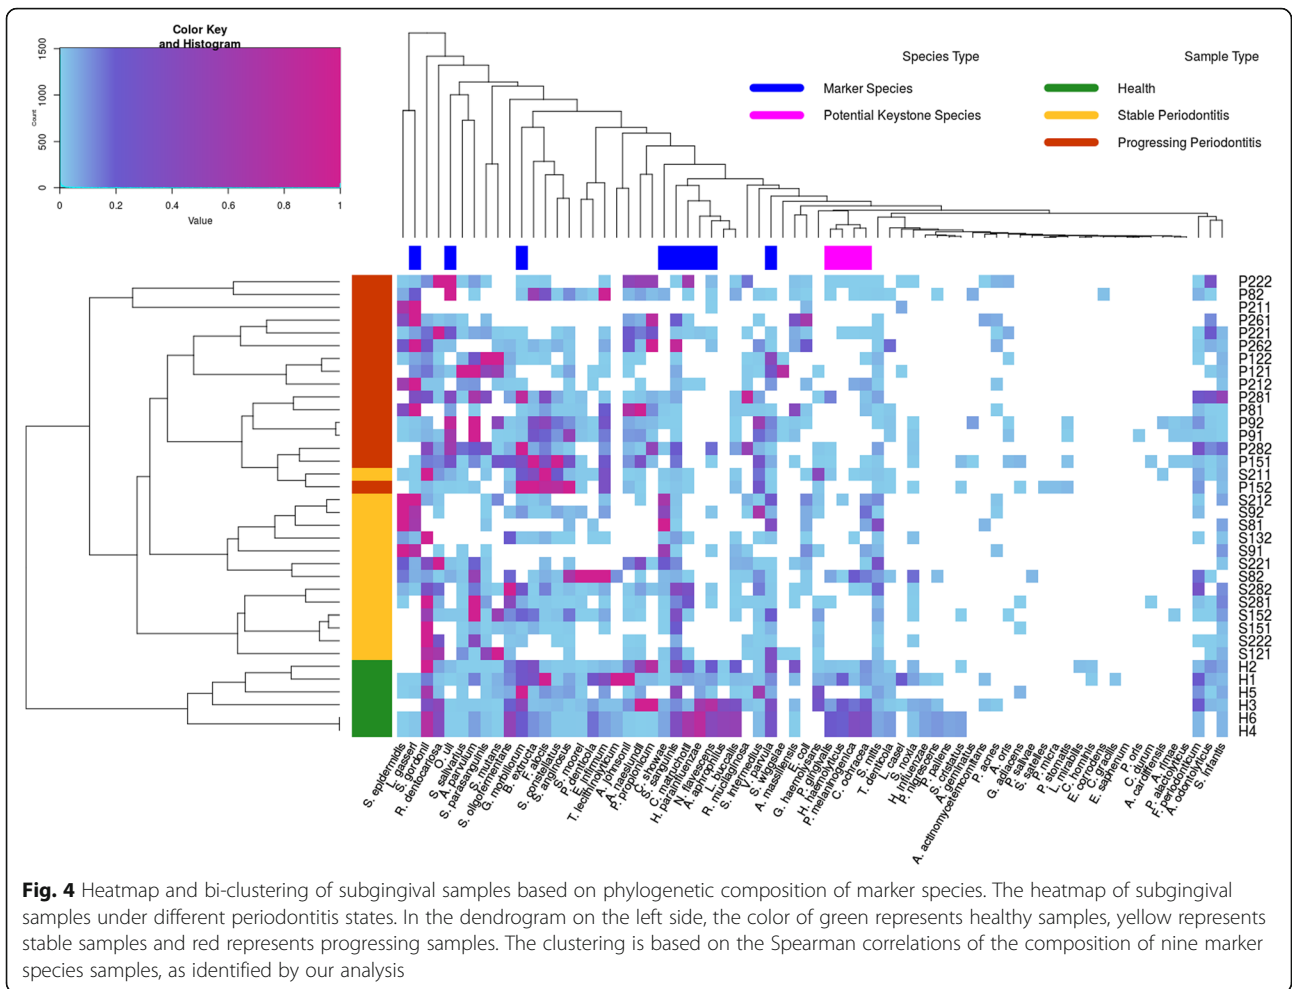 Color Key
and Histogram
Count
0
500
1000
1500
0
0.2
0.4
0.6
0.8
1
Value
Species Type
Marker Species
Potential Keystone Species
Sample Type
Health
Stable Periodontitis
Progressing Periodontitis
P222
P82
P211
P261
P221
P262
P122
P121
P212
P281
P81
P92
P91
P282
P151
S211
P152
S212
S92
S81
S132
S91
S221
S82
S282
S281
S152
S151
S222
S121
H2
H1
H5
H3
H6
H4
S. epidermidis
S. gasseri
S. gordonii
R. dentocariosa
O. uli
S. salivarius
A. parvulum
S. parasanguinis
S. mutans
S. oligofermentans
G. morbillorum
B. extructa
F. alocis
S. constellatus
S. anginosus
S. moorei
P. denticola
E. infirmum
T. lecithinolyticum
A. johnsonii
A. naeslundii
P. propionicum
C. showae
S. sanguinis
C. matruchotii
H. parainfluenzae
N. flavescens
A. aphrophilus
L. buccalis
R. mucilaginosa
S. intermedius
V. parvula
S. wiggsiae
A. massiliensis
E. coli
G. haemolysans
P. gingivalis
H. haemolyticus
P. melaninogenica
C. ochracea
S. mitis
T. denticola
L. casei
S. noxia
H. influenzae
P. nigrescens
P. pallens
S. cristatus
A. geminatus
A. actinomycetemcomitans
P. acnes
A. oris
G. adiacens
P. salivae
S. sputigena
P. micra
P. stomatis
L. hominis
C. gracilis
E. saphenum
C. durum
P. oris
A. cardiffensis
P. alactolyticus
F. periodonticum
A. odontolyticus
S. infantis
Fig. 4 Heatmap and bi-clustering of subgingival samples based on phylogenetic composition of marker species. The heatmap of subgingival
samples under different periodontitis states. In the dendrogram on the left side, the color of green represents healthy samples, yellow represents
stable samples and red represents progressing samples. The clustering is based on the Spearman correlations of the composition of nine marker
species samples, as identified by our analysis